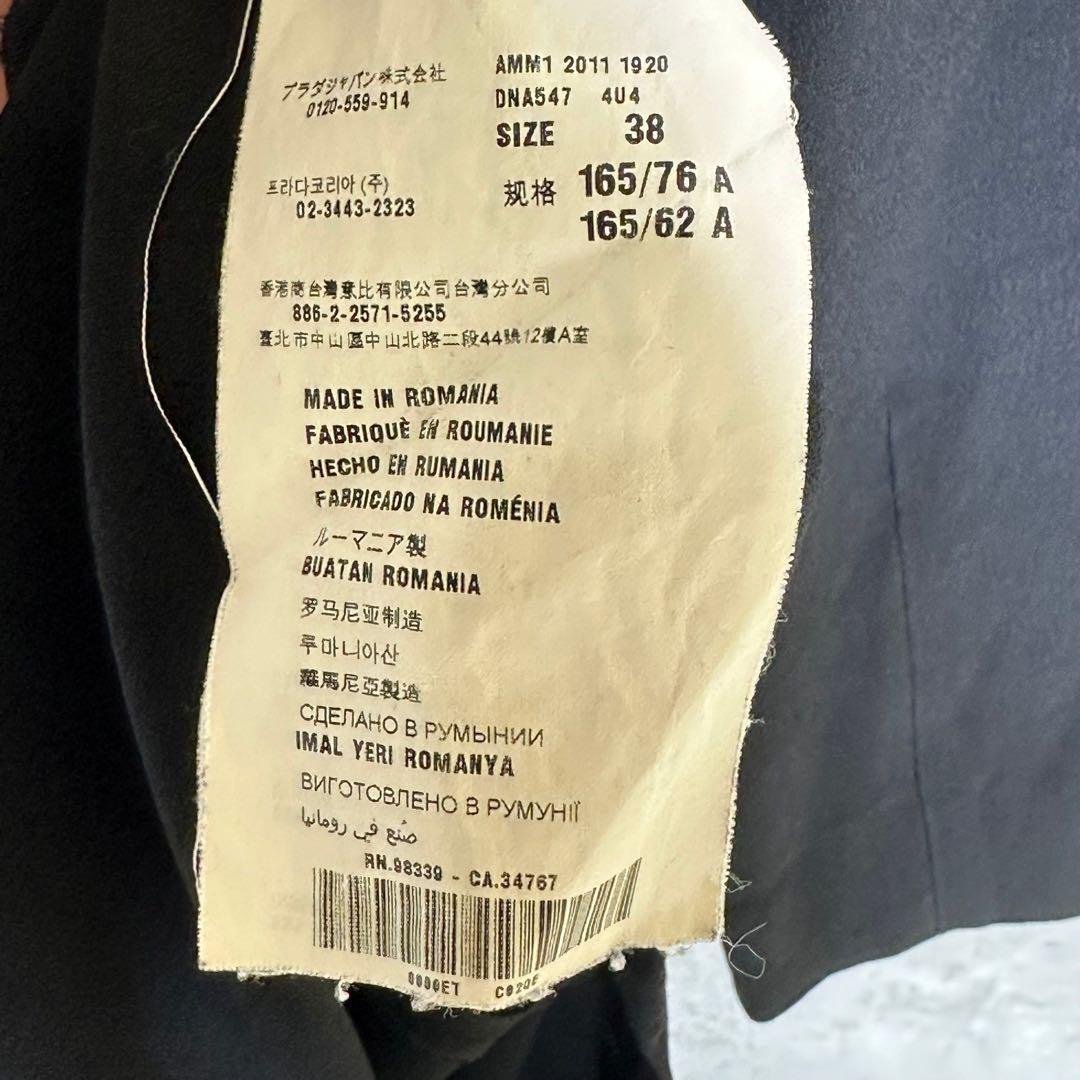 プラダジャパン株式会社
0120-559-914
AMM1 2011 1920
DNA547 4U4
SIZE 38
프라다코리아 (주)
02-3443-2323
规格 165/76 A
165/62 A
香港商台灣意比有限公司台灣分公司
886-2-2571-5255
臺北市中山區中山北路二段44號12樓A室
MADE IN ROMANIA
FABRIQUÈ EN ROUMANIE
HECHO EN RUMANIA
FABRICADO NA ROMÉNIA
ルーマニア製
BUATAN ROMANIA
罗马尼亚制造
루마니아산
羅馬尼亞製造
СДЕЛАНО В РУМЫНИИ
IMAL YERI ROMANYA
ВИГОТОВЛЕНО В РУМУНІЇ
صنع في رومانيا
RN.98339 - CA.34767